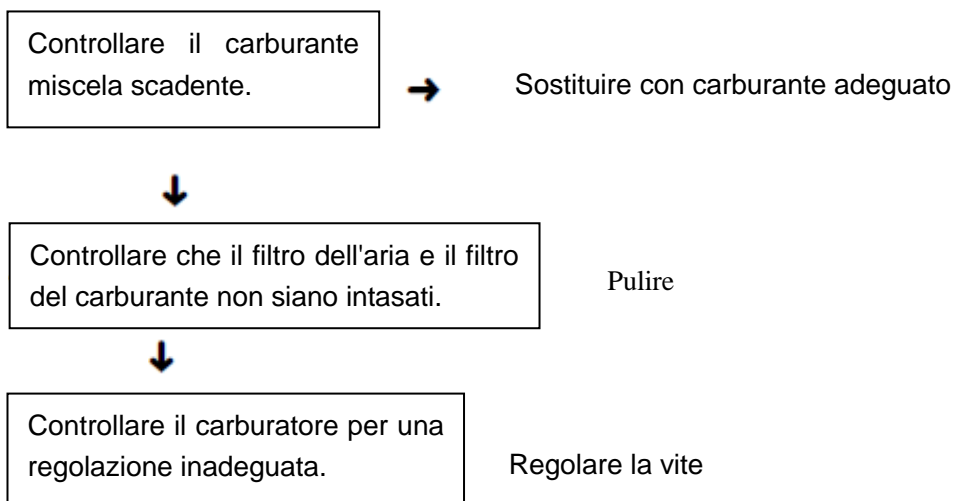 Controllare il carburante
miscela scadente.
Sostituire con carburante adeguato
Controllare che il filtro dell'aria e il filtro
del carburante non siano intasati.
Pulire
Controllare il carburatore per una
regolazione inadeguata.
Regolare la vite